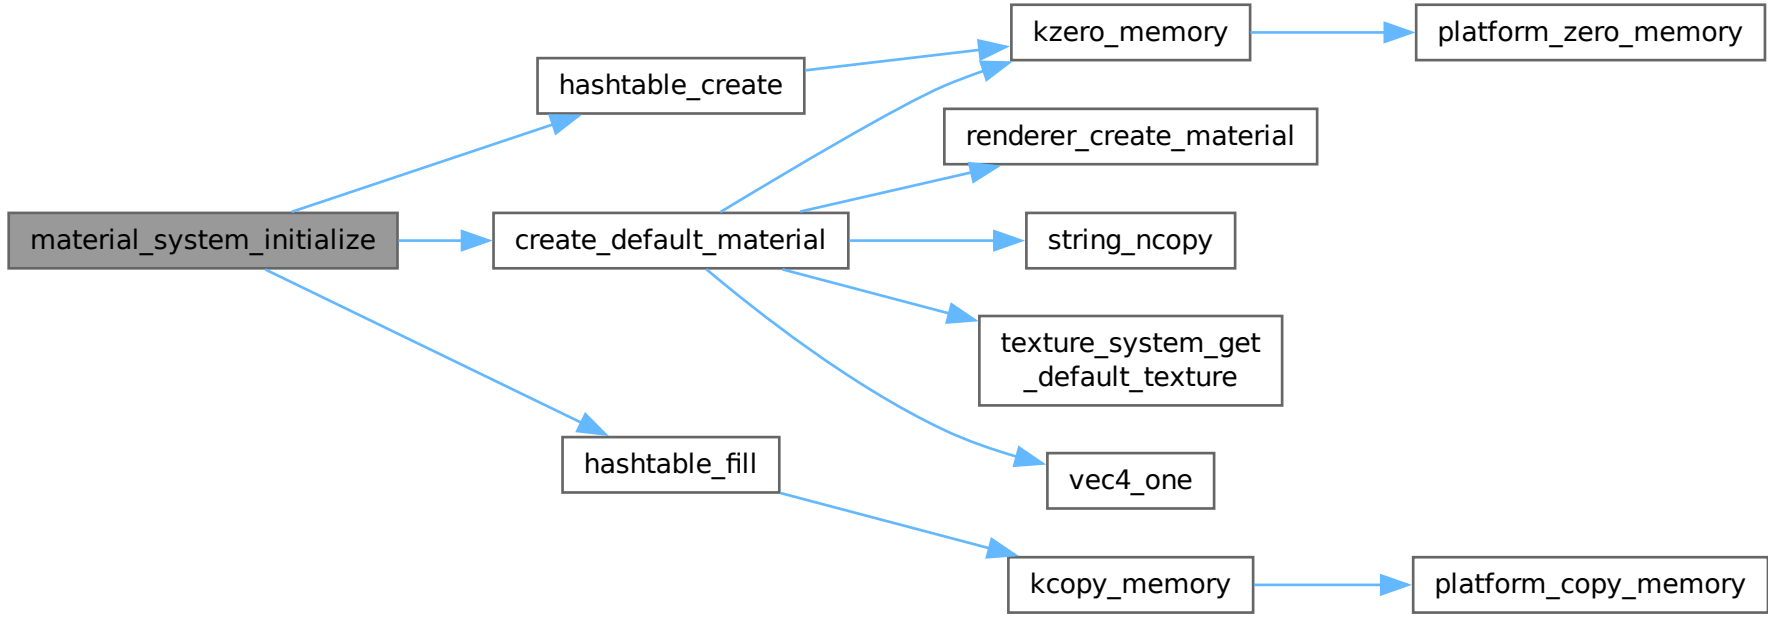 material_system_initialize
hashtable_create
create_default_material
hashtable_fill
kzero_memory
renderer_create_material
string_ncopy
texture_system_get
_default_texture
vec4_one
kcopy_memory
platform_zero_memory
platform_copy_memory